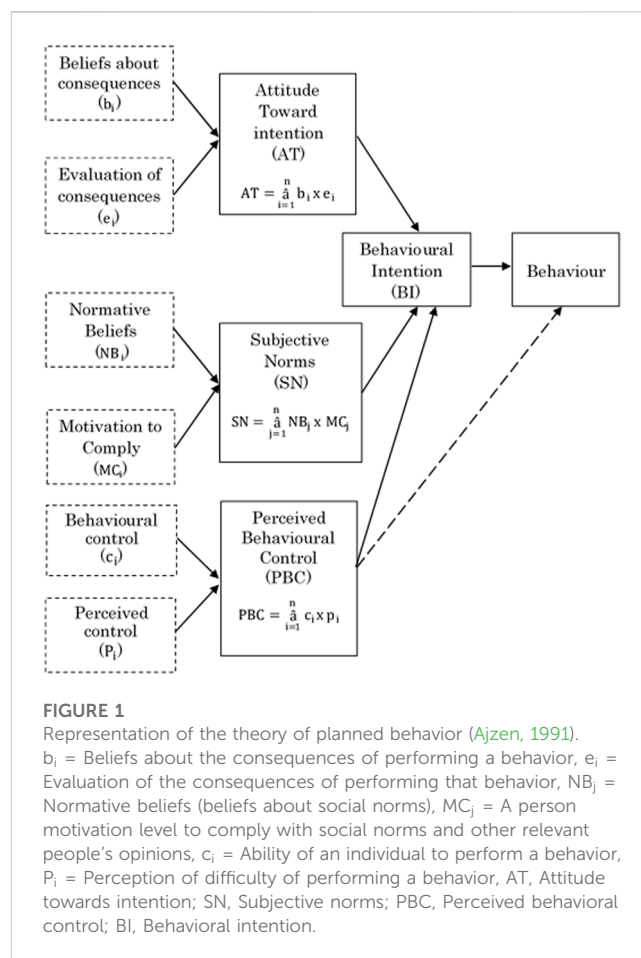 Beliefs about
consequences
(bᵢ)
Evaluation of
consequences
(eᵢ)
Attitude
Toward
intention
(AT)
n
AT = â bᵢ x eᵢ
i=1
Normative
Beliefs
(NBᵢ)
Motivation to
Comply
(MCᵢ)
Subjective
Norms
(SN)
n
SN = â NBⱼ x MCⱼ
j=1
Behavioural
control
(cᵢ)
Perceived
control
(Pᵢ)
Perceived
Behavioural
Control
(PBC)
n
PBC = â cᵢ x pᵢ
i=1
Behavioural
Intention
(BI)
Behaviour
FIGURE 1
Representation of the theory of planned behavior (Ajzen, 1991).
bᵢ = Beliefs about the consequences of performing a behavior, eᵢ =
Evaluation of the consequences of performing that behavior, NBⱼ =
Normative beliefs (beliefs about social norms), MCⱼ = A person
motivation level to comply with social norms and other relevant
people's opinions, cᵢ = Ability of an individual to perform a behavior,
Pᵢ = Perception of difficulty of performing a behavior, AT, Attitude
towards intention; SN, Subjective norms; PBC, Perceived behavioral
control; BI, Behavioral intention.